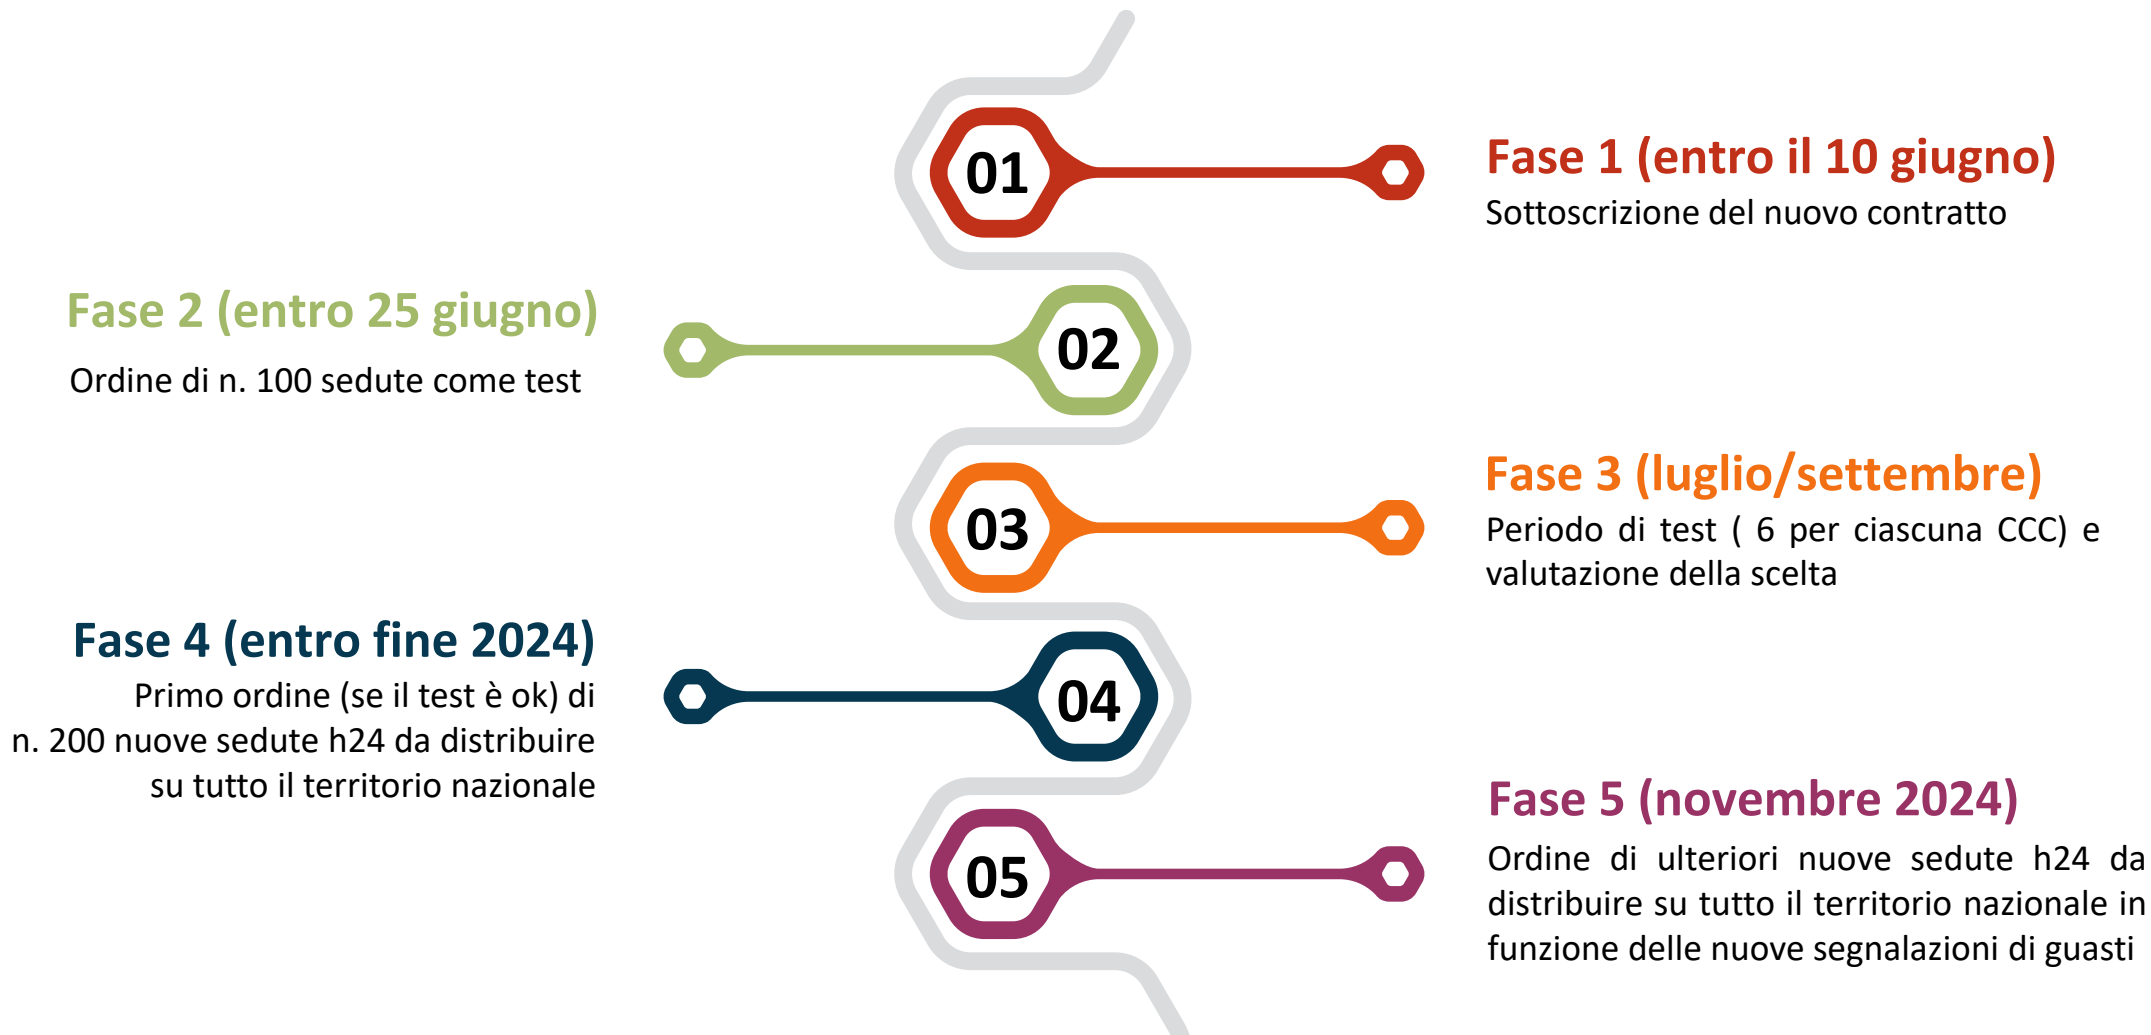 01
Fase 1 (entro il 10 giugno)
Sottoscrizione del nuovo contratto
Fase 2 (entro 25 giugno)
Ordine di n. 100 sedute come test
02
03
Fase 3 (luglio/settembre)
Periodo di test ( 6 per ciascuna CCC) e
valutazione della scelta
Fase 4 (entro fine 2024)
Primo ordine (se il test è ok) di
n. 200 nuove sedute h24 da distribuire
su tutto il territorio nazionale
04
05
Fase 5 (novembre 2024)
Ordine di ulteriori nuove sedute h24 da
distribuire su tutto il territorio nazionale in
funzione delle nuove segnalazioni di guasti